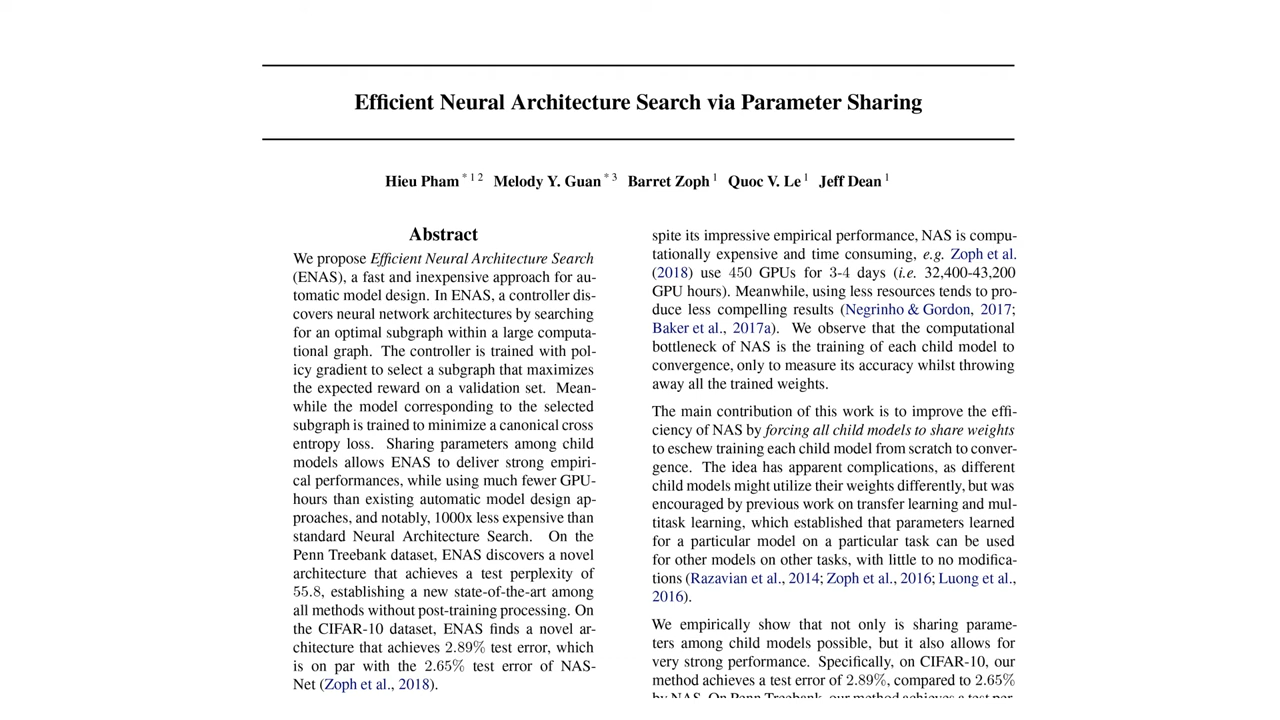 Efficient Neural Architecture Search via Parameter Sharing
Hieu Pham * 1 2 Melody Y. Guan * 3 Barret Zoph 1 Quoc V. Le 1 Jeff Dean 1
Abstract
We propose Efficient Neural Architecture Search
(ENAS), a fast and inexpensive approach for au-
tomatic model design. In ENAS, a controller dis-
covers neural network architectures by searching
for an optimal subgraph within a large computa-
tional graph. The controller is trained with pol-
icy gradient to select a subgraph that maximizes
the expected reward on a validation set. Mean-
while the model corresponding to the selected
subgraph is trained to minimize a canonical cross
entropy loss. Sharing parameters among child
models allows ENAS to deliver strong empiri-
cal performances, while using much fewer GPU-
hours than existing automatic model design ap-
proaches, and notably, 1000x less expensive than
standard Neural Architecture Search. On the
Penn Treebank dataset, ENAS discovers a novel
architecture that achieves a test perplexity of
55.8, establishing a new state-of-the-art among
all methods without post-training processing. On
the CIFAR-10 dataset, ENAS finds a novel ar-
chitecture that achieves 2.89% test error, which
is on par with the 2.65% test error of NAS-
Net (Zoph et al., 2018).
spite its impressive empirical performance, NAS is compu-
tationally expensive and time consuming, e.g. Zoph et al.
(2018) use 450 GPUs for 3-4 days (i.e. 32,400-43,200
GPU hours). Meanwhile, using less resources tends to pro-
duce less compelling results (Negrinho & Gordon, 2017;
Baker et al., 2017a). We observe that the computational
bottleneck of NAS is the training of each child model to
convergence, only to measure its accuracy whilst throwing
away all the trained weights.
The main contribution of this work is to improve the effi-
ciency of NAS by forcing all child models to share weights
to eschew training each child model from scratch to conver-
gence. The idea has apparent complications, as different
child models might utilize their weights differently, but was
encouraged by previous work on transfer learning and mul-
titask learning, which established that parameters learned
for a particular model on a particular task can be used
for other models on other tasks, with little to no modifica-
tions (Razavian et al., 2014; Zoph et al., 2016; Luong et al.,
2016).
We empirically show that not only is sharing parame-
ters among child models possible, but it also allows for
very strong performance. Specifically, on CIFAR-10, our
method achieves a test error of 2.89%, compared to 2.65%
by NAS. On Penn Treebank, our method achieves a test per-